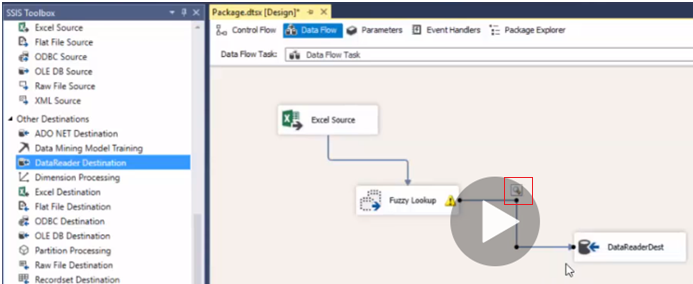 SSIS Toolbox
Excel Source
Flat File Source
ODBC Source
OLE DB Source
Raw File Source
XML Source
Other Destinations
ADO NET Destination
Data Mining Model Training
DataReader Destination
Dimension Processing
Excel Destination
Flat File Destination
ODBC Destination
OLE DB Destination
Partition Processing
Raw File Destination
Recordset Destination
Package.dtsx [Design]*
Control Flow Data Flow Parameters Event Handlers Package Explorer
Data Flow Task: Data Flow Task
Excel Source
Fuzzy Lookup
DataReaderDest